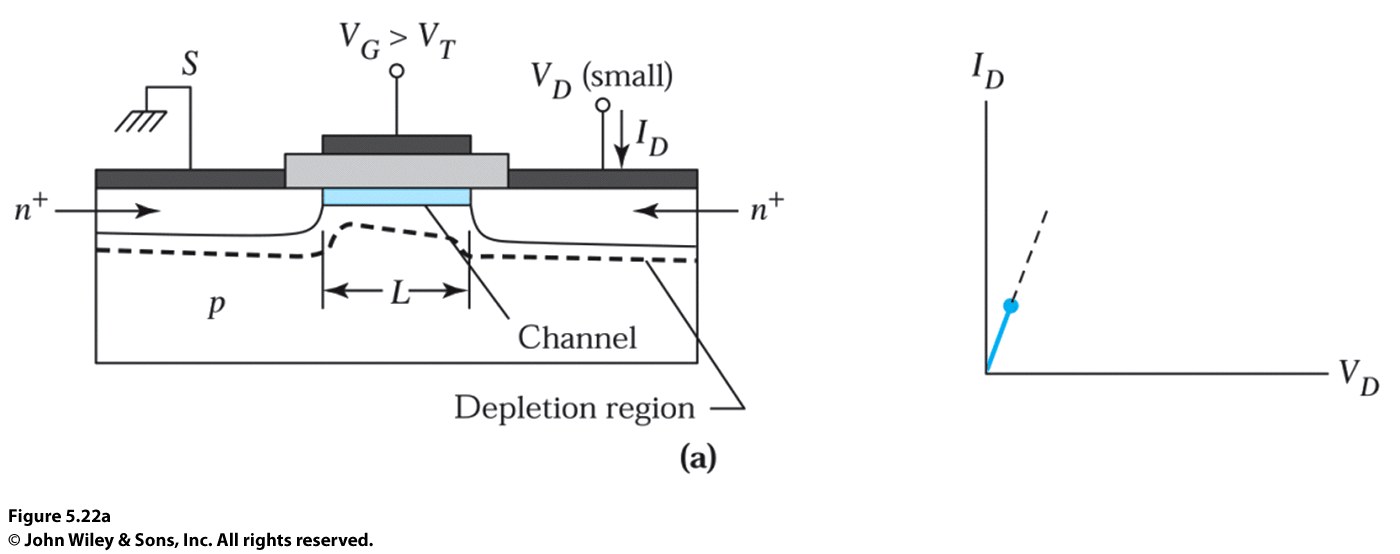 V_G > V_T
S
V_D (small)
I_D
n⁺
n⁺
L
p
Channel
Depletion region
(a)
I_D
V_D
Figure 5.22a
© John Wiley & Sons, Inc. All rights reserved.